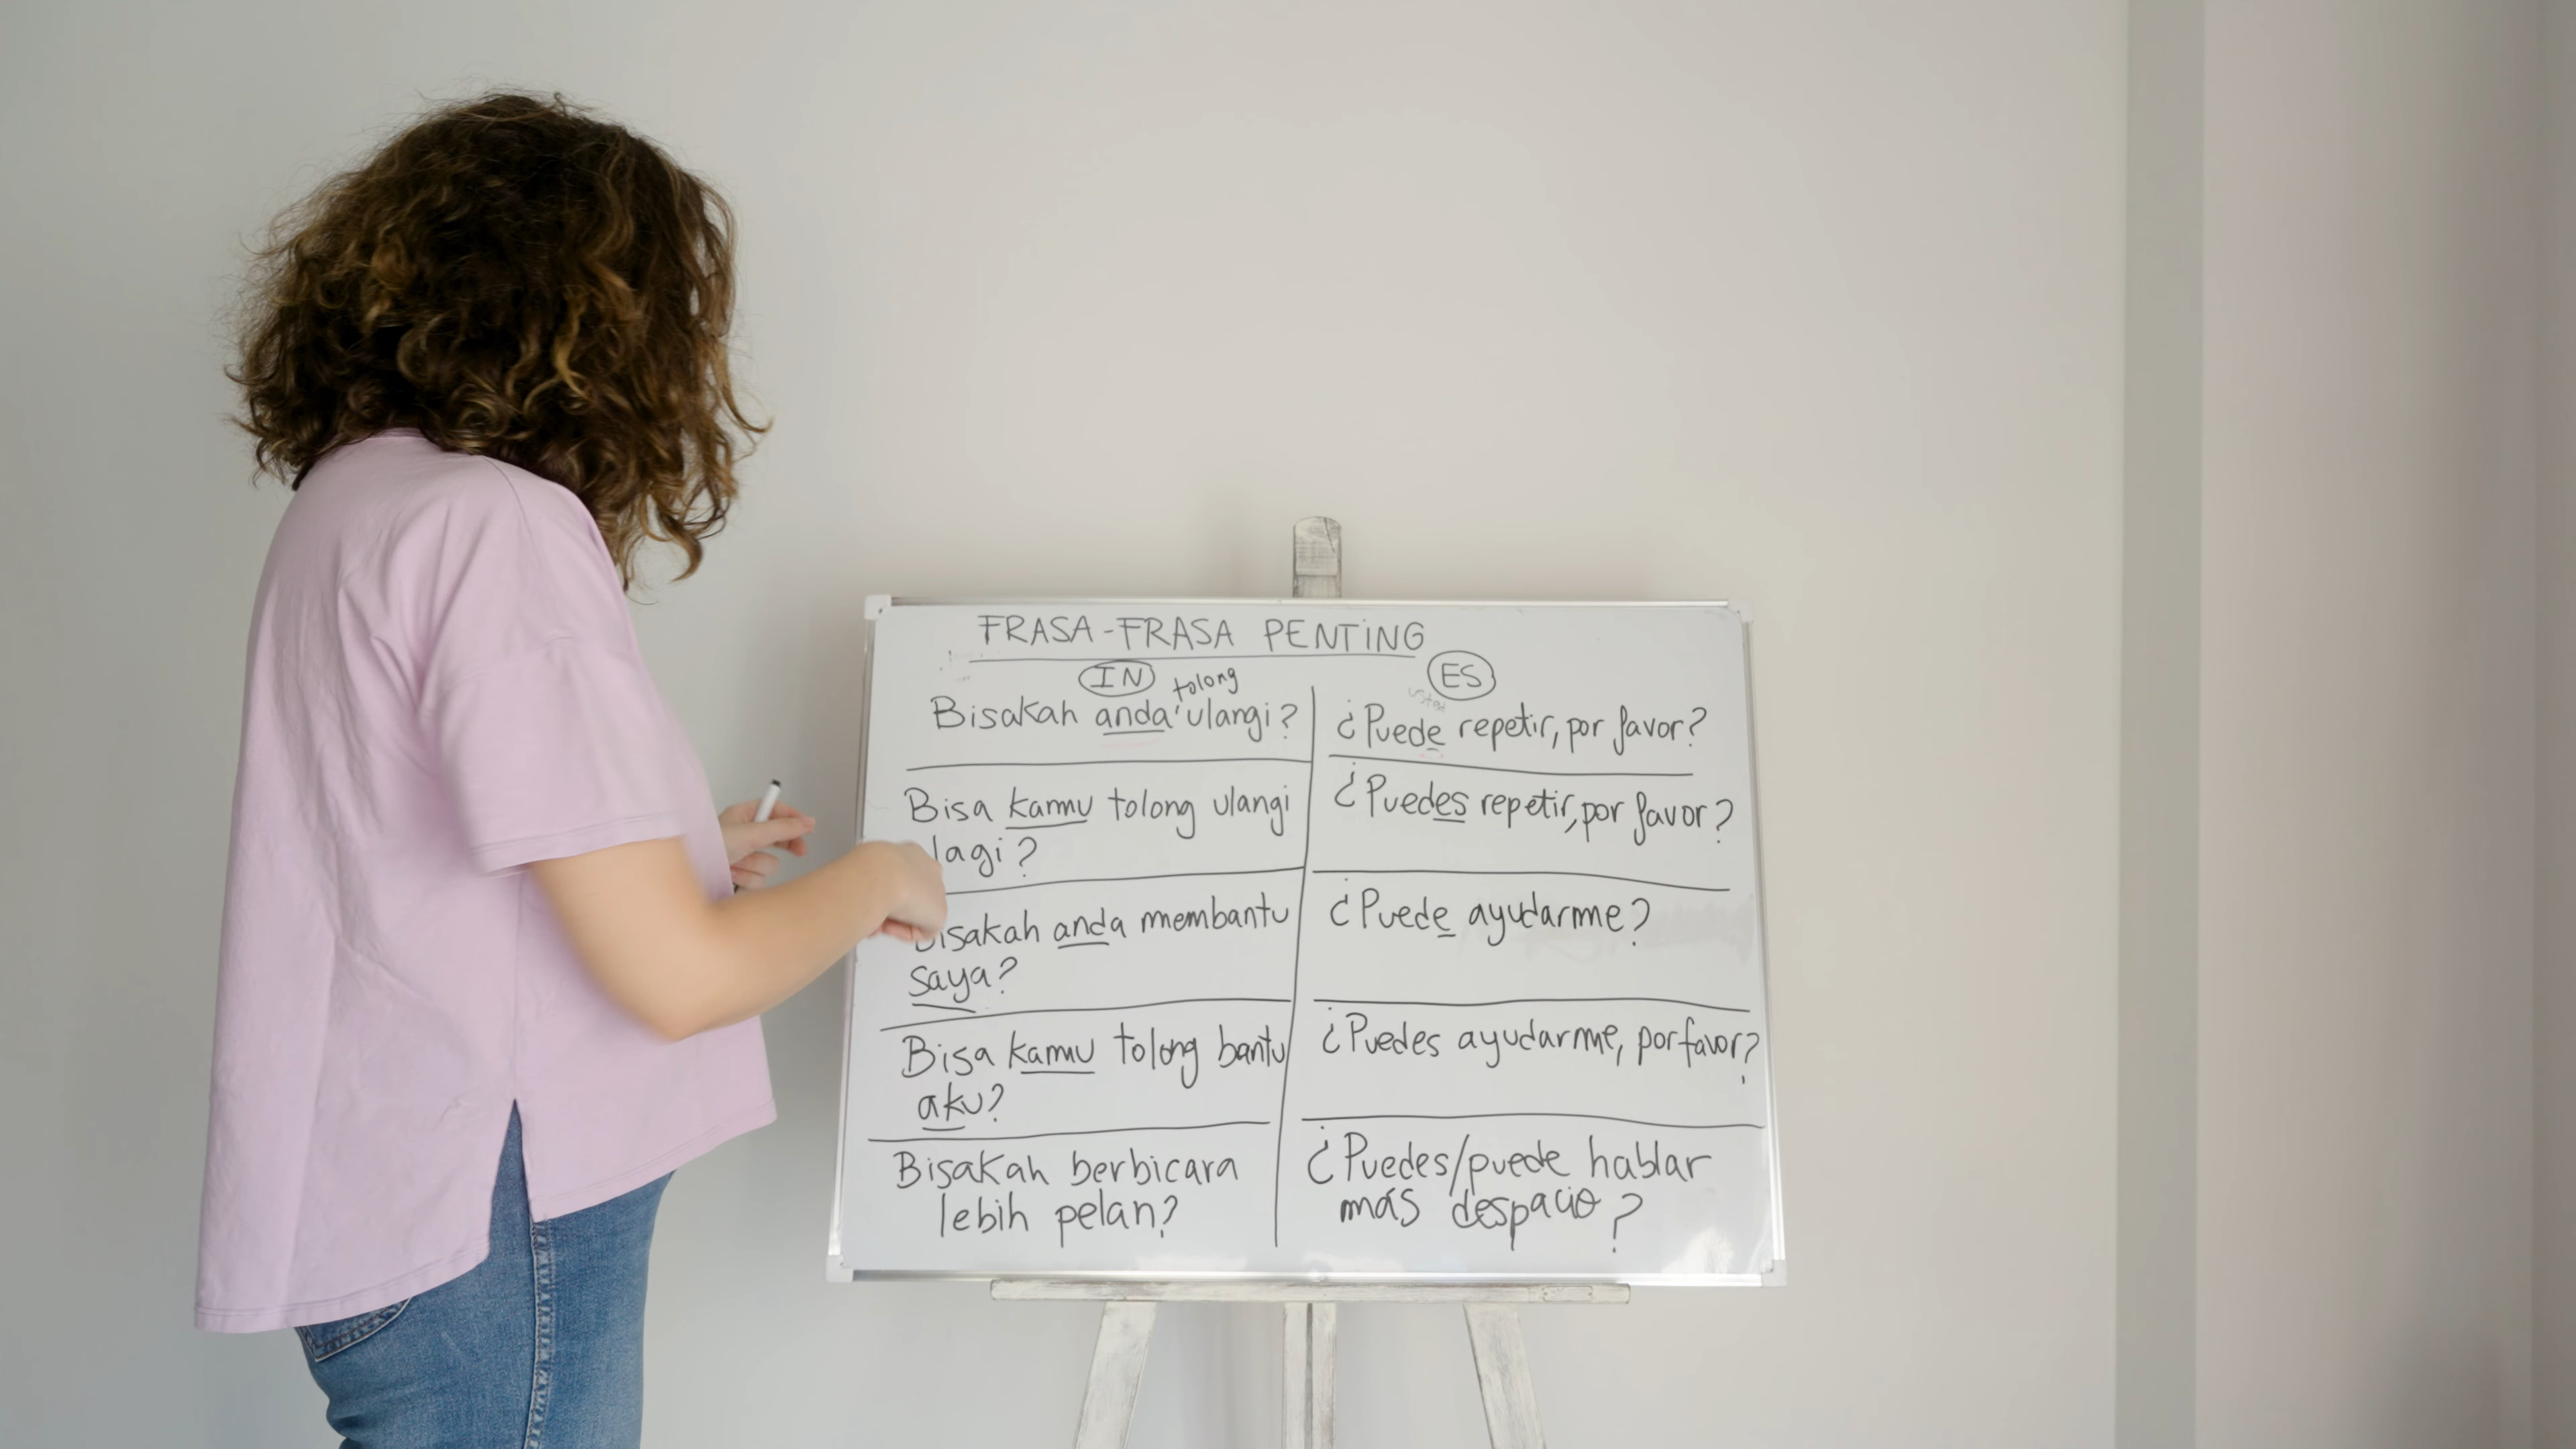 FRASA-FRASA PENTING
IN
ES
tolong
usted
Bisakah anda ulangi?
¿Puede repetir, por favor?
Bisa kamu tolong ulangi
lagi?
¿Puedes repetir, por favor?
Bisakah anda membantu
saya?
¿Puede ayudarme?
Bisa kamu tolong bantu
aku?
¿Puedes ayudarme, por favor?
Bisakah berbicara
lebih pelan?
¿Puedes/puede hablar
más despacio?